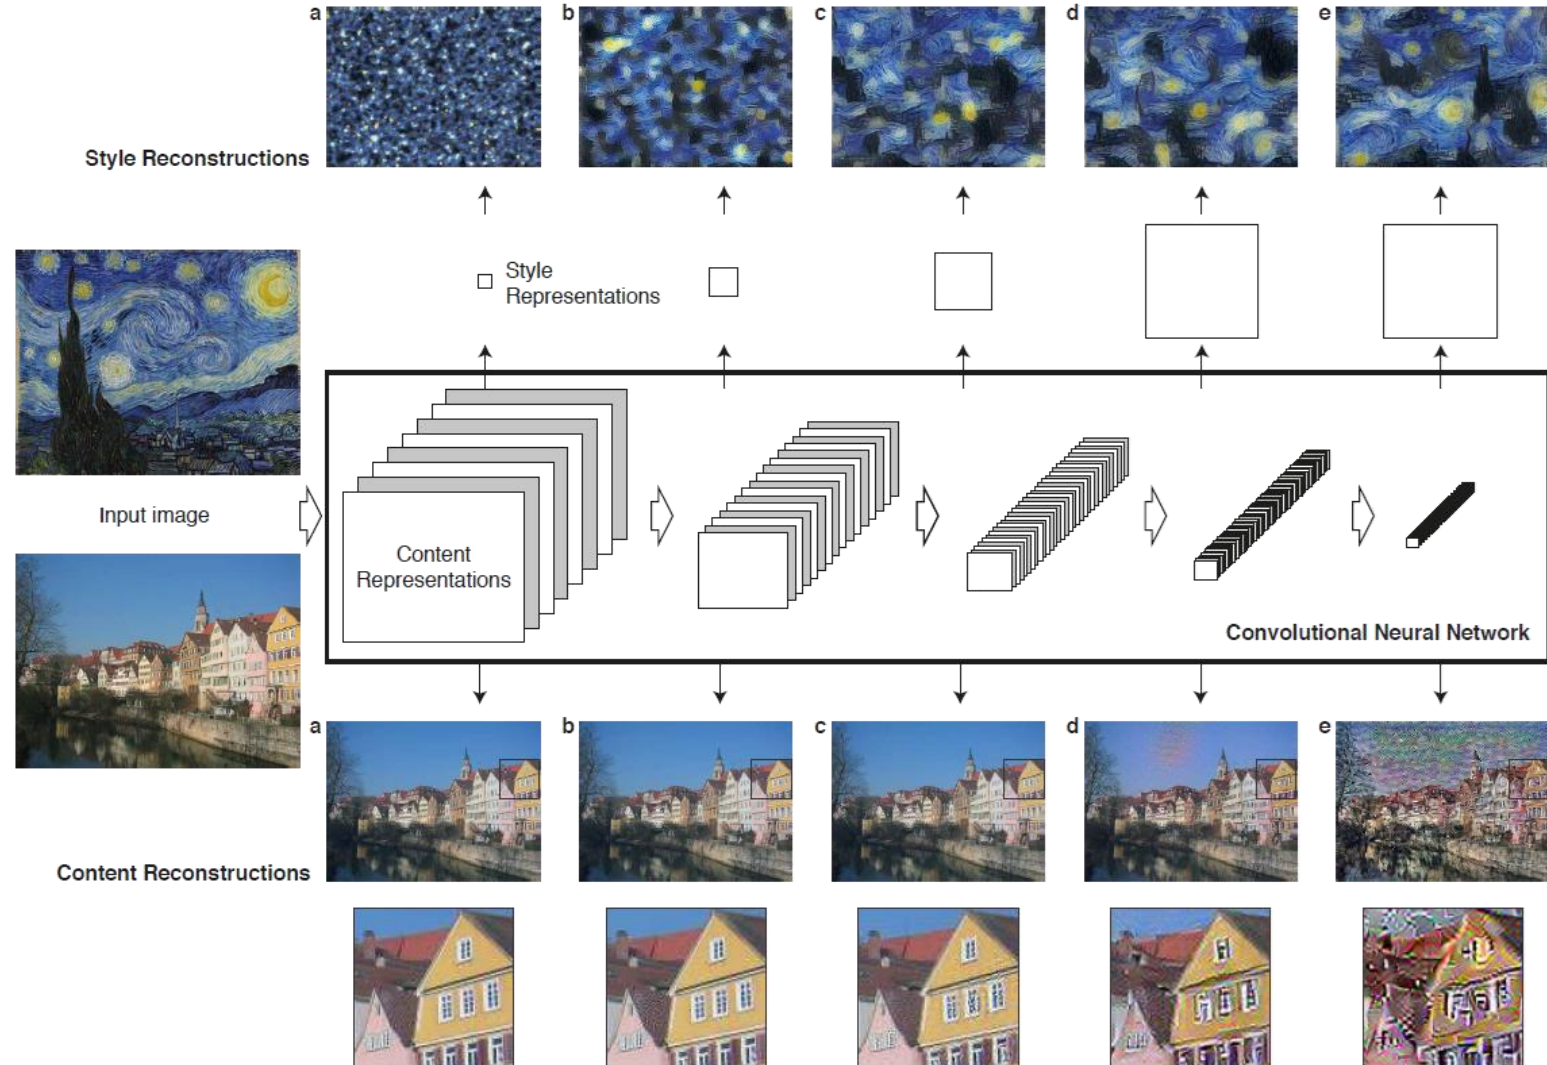 a b c d e
Style Reconstructions
Style
Representations
Input image
Content
Representations
Convolutional Neural Network
a b c d e
Content Reconstructions